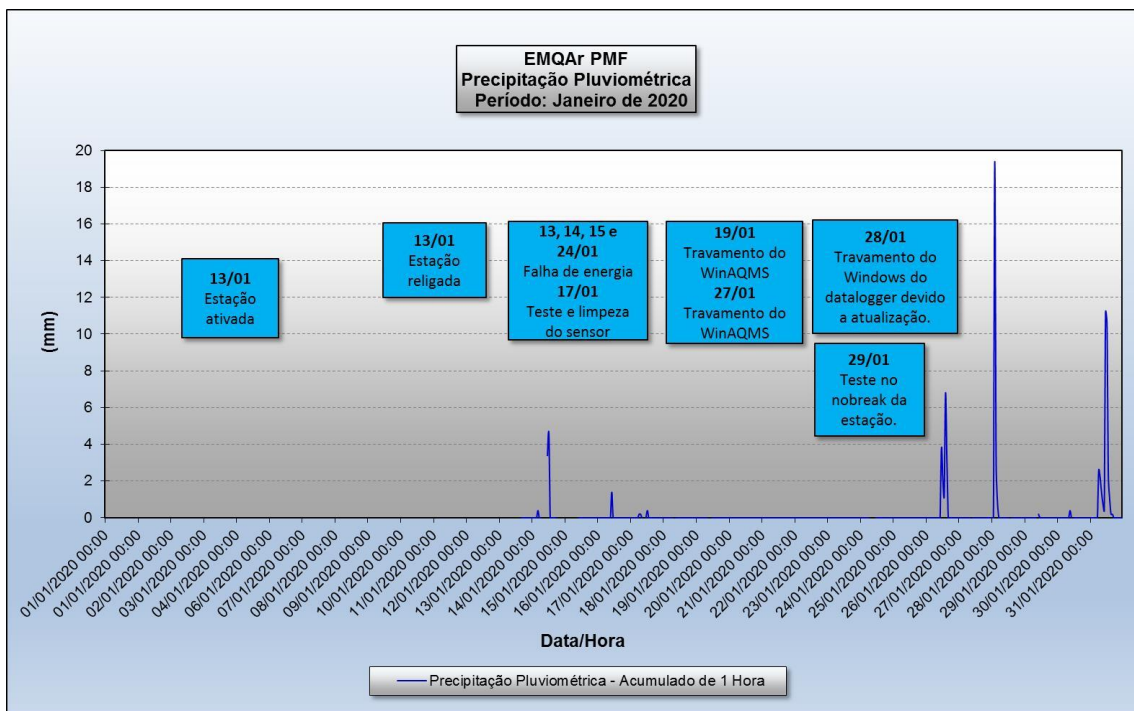 EMQAr PMF
Precipitação Pluviométrica
Período: Janeiro de 2020
20
18
16
14
12
10
8
6
4
2
0
(mm)
13/01
Estação
ativada
13/01
Estação
religada
13, 14, 15 e
24/01
Falha de energia
17/01
Teste e limpeza
do sensor
19/01
Travamento do
WinAQMS
27/01
Travamento do
WinAQMS
28/01
Travamento do
Windows do
datalogger devido
a atualização.
29/01
Teste no
nobreak da
estação.
01/01/2020 00:00
01/01/2020 00:00
02/01/2020 00:00
03/01/2020 00:00
04/01/2020 00:00
06/01/2020 00:00
07/01/2020 00:00
08/01/2020 00:00
09/01/2020 00:00
10/01/2020 00:00
11/01/2020 00:00
12/01/2020 00:00
13/01/2020 00:00
14/01/2020 00:00
15/01/2020 00:00
16/01/2020 00:00
17/01/2020 00:00
18/01/2020 00:00
19/01/2020 00:00
20/01/2020 00:00
21/01/2020 00:00
22/01/2020 00:00
23/01/2020 00:00
24/01/2020 00:00
25/01/2020 00:00
26/01/2020 00:00
27/01/2020 00:00
28/01/2020 00:00
29/01/2020 00:00
30/01/2020 00:00
31/01/2020 00:00
Data/Hora
Precipitação Pluviométrica - Acumulado de 1 Hora